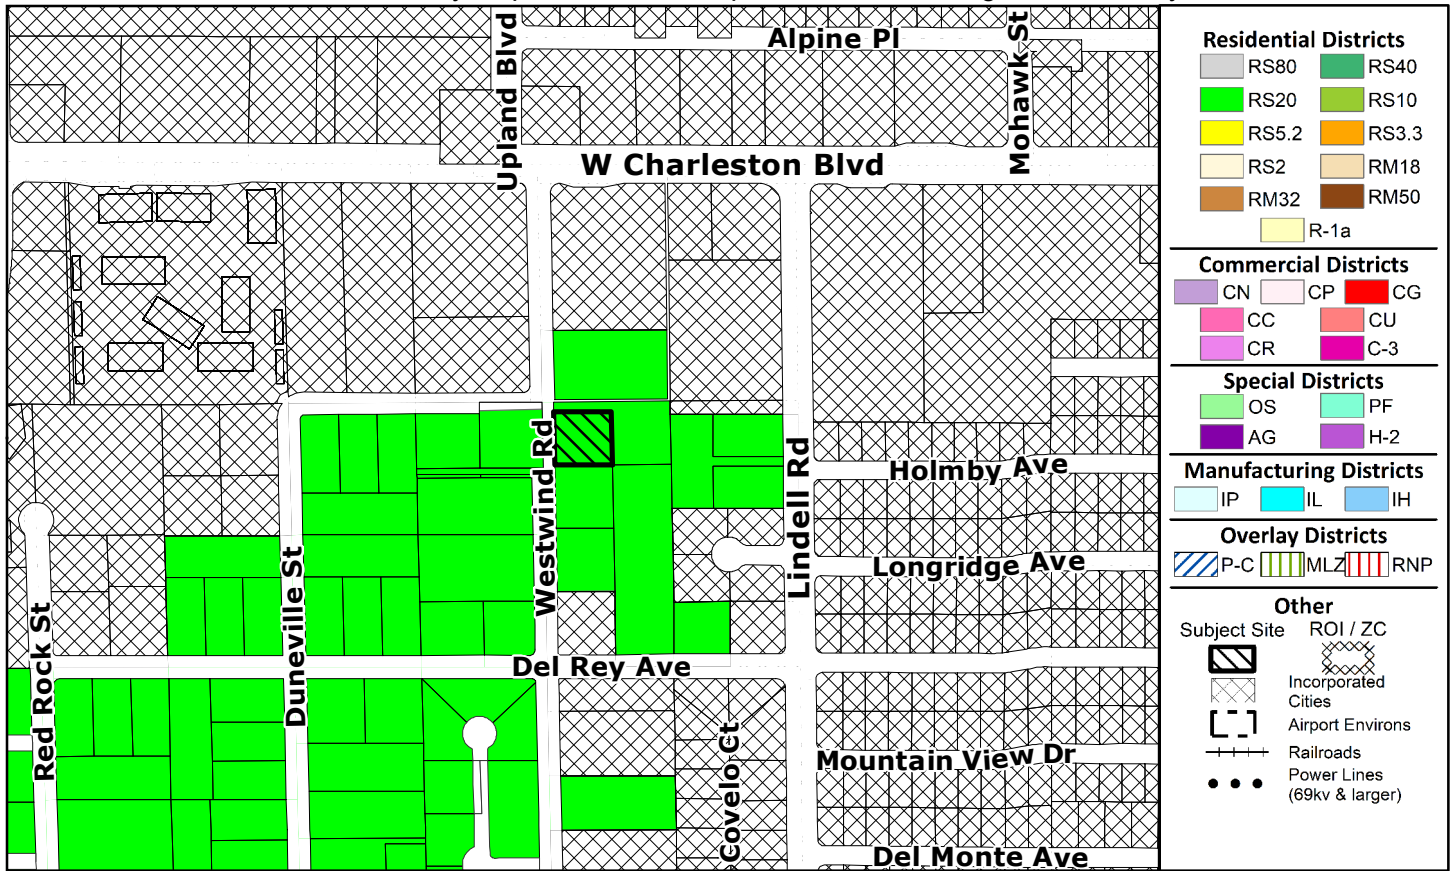 Alpine Pl
Upland Blvd
Mohawk St
W Charleston Blvd
Holmby Ave
Westwind Rd
Lindell Rd
Longridge Ave
Duneville St
Red Rock St
Del Rey Ave
Mountain View Dr
Covelo Ct
Del Monte Ave
Residential Districts
RS80 RS40
RS20 RS10
RS5.2 RS3.3
RS2 RM18
RM32 RM50
R-1a
Commercial Districts
CN CP CG
CC CU
CR C-3
Special Districts
OS PF
AG H-2
Manufacturing Districts
IP IL IH
Overlay Districts
P-C MLZ RNP
Other
Subject Site ROI / ZC
Incorporated
Cities
Airport Environs
Railroads
Power Lines
(69kv & larger)